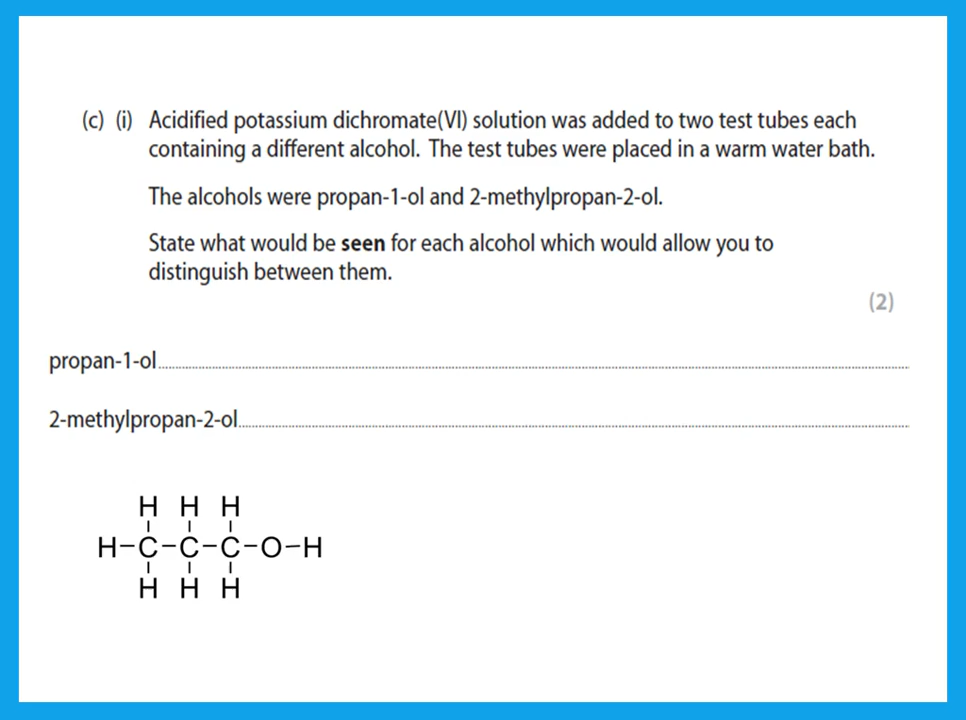 (c) (i) Acidified potassium dichromate(VI) solution was added to two test tubes each
containing a different alcohol. The test tubes were placed in a warm water bath.
The alcohols were propan-1-ol and 2-methylpropan-2-ol.
State what would be seen for each alcohol which would allow you to
distinguish between them.
(2)
propan-1-ol
2-methylpropan-2-ol
H H H
H-C-C-C-O-H
H H H